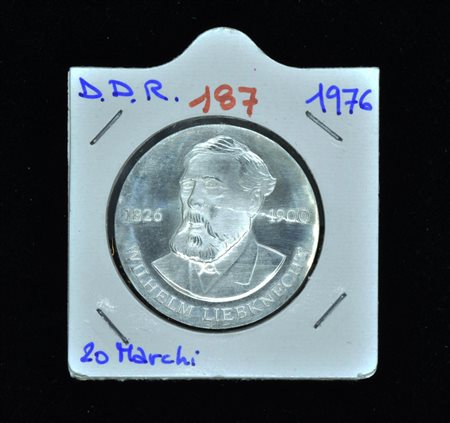 D.D.R. 187 1976
1826 1900
WILHELM LIEBKNECHT
20 Marchi